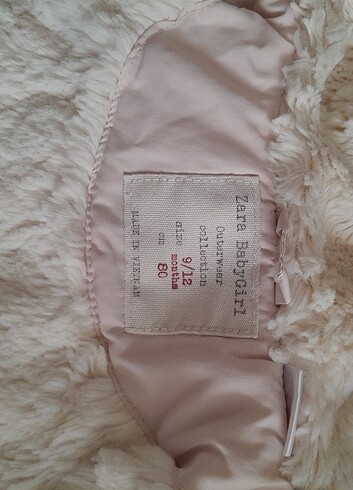 Zara BabyGirl
Outerwear
collection
size 9/12 months
cm 80
MADE IN VIETNAM